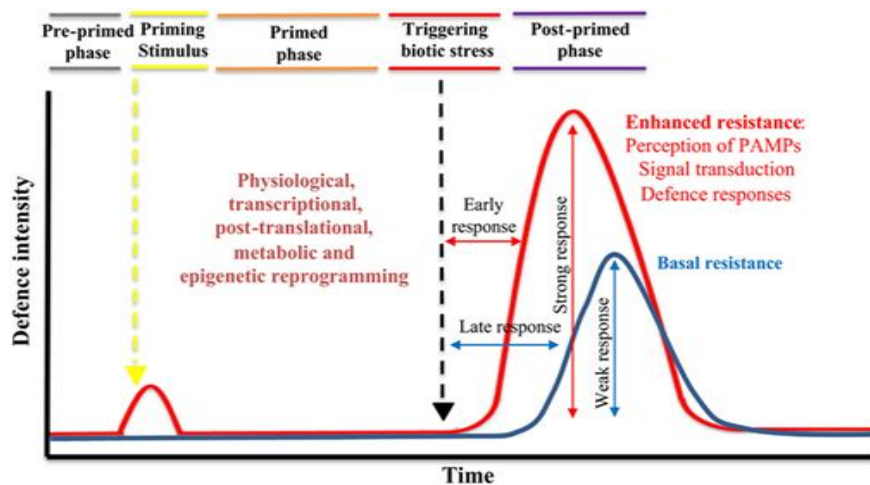 Pre-primed
phase
Priming
Stimulus
Primed
phase
Triggering
biotic stress
Post-primed
phase
Defence intensity
Physiological,
transcriptional,
post-translational,
metabolic and
epigenetic reprogramming
Early
response
Late response
Strong response
Weak response
Enhanced resistance:
Perception of PAMPs
Signal transduction
Defence responses
Basal resistance
Time